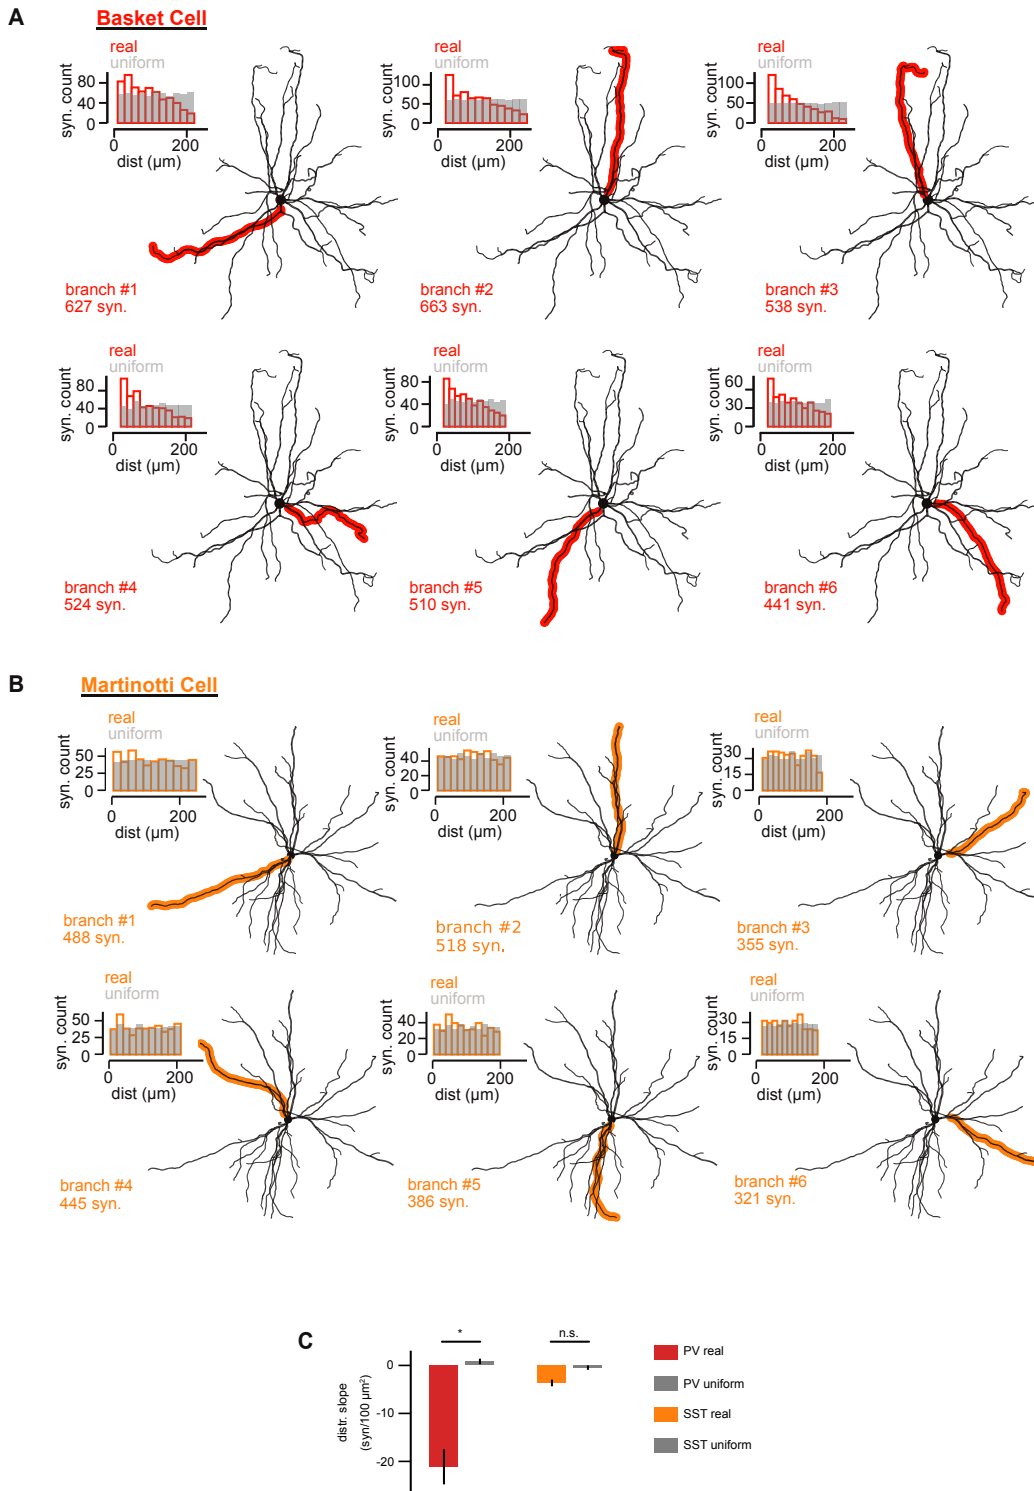 A
Basket Cell
real
uniform
syn. count
80
40
0
0
200
dist (µm)
branch #1
627 syn.
real
uniform
syn. count
100
50
0
0
200
dist (µm)
branch #2
663 syn.
real
uniform
syn. count
100
50
0
0
200
dist (µm)
branch #3
538 syn.
real
uniform
syn. count
80
40
0
0
200
dist (µm)
branch #4
524 syn.
real
uniform
syn. count
80
40
0
0
200
dist (µm)
branch #5
510 syn.
real
uniform
syn. count
60
30
0
0
200
dist (µm)
branch #6
441 syn.
B
Martinotti Cell
real
uniform
syn. count
50
25
0
0
200
dist (µm)
branch #1
488 syn.
real
uniform
syn. count
40
20
0
0
200
dist (µm)
branch #2
518 syn.
real
uniform
syn. count
30
15
0
0
200
dist (µm)
branch #3
355 syn.
real
uniform
syn. count
50
25
0
0
200
dist (µm)
branch #4
445 syn.
real
uniform
syn. count
40
20
0
0
200
dist (µm)
branch #5
386 syn.
real
uniform
syn. count
30
15
0
0
200
dist (µm)
branch #6
321 syn.
C
*
n.s.
distr. slope
(syn/100 µm²)
0
-10
-20
PV real
PV uniform
SST real
SST uniform